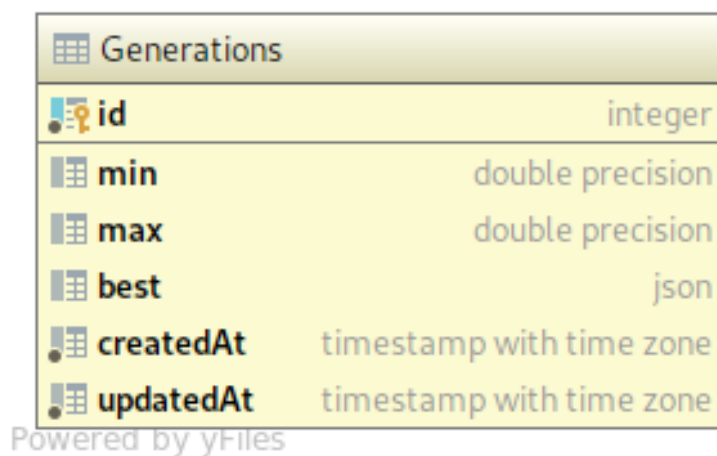 Generations
id integer
min double precision
max double precision
best json
createdAt timestamp with time zone
updatedAt timestamp with time zone
Powered by yFiles